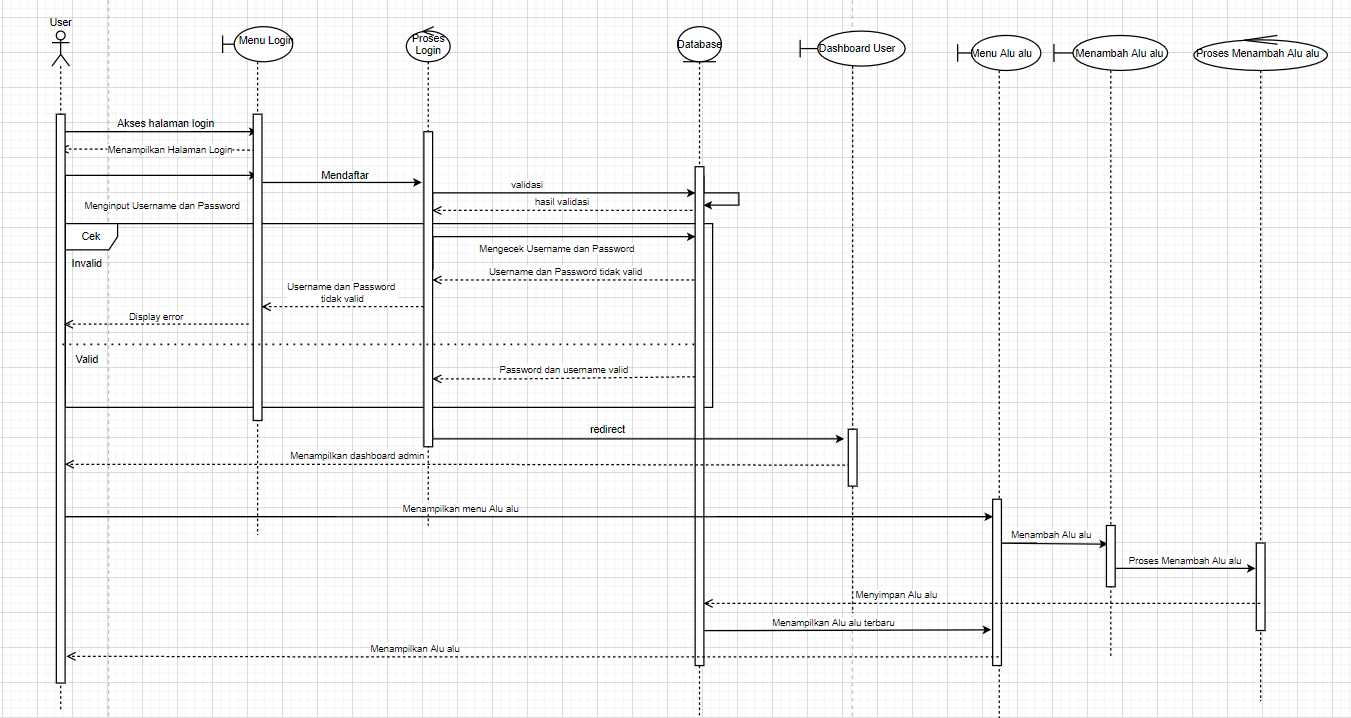 User
Menu Login
Proses
Login
Database
Dashboard User
Menu Alu alu
Menambah Alu alu
Proses Menambah Alu alu
Akses halaman login
Menampilkan Halaman Login
Mendaftar
validasi
hasil validasi
Menginput Username dan Password
Cek
Mengecek Username dan Password
Invalid
Username dan Password tidak valid
Username dan Password
tidak valid
Display error
Valid
Password dan username valid
redirect
Menampilkan dashboard admin
Menampilkan menu Alu alu
Menambah Alu alu
Proses Menambah Alu alu
Menyimpan Alu alu
Menampilkan Alu alu terbaru
Menampilkan Alu alu